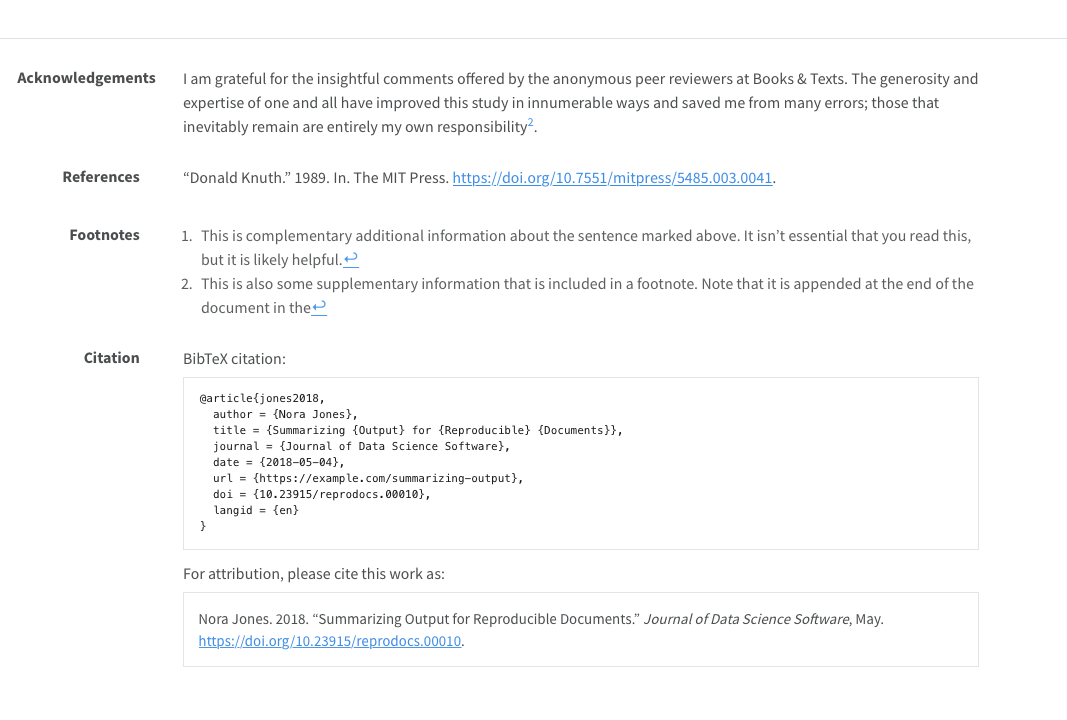 Acknowledgements
I am grateful for the insightful comments offered by the anonymous peer reviewers at Books & Texts. The generosity and
expertise of one and all have improved this study in innumerable ways and saved me from many errors; those that
inevitably remain are entirely my own responsibility2.
References
“Donald Knuth.” 1989. In. The MIT Press. https://doi.org/10.7551/mitpress/5485.003.0041.
Footnotes
1. This is complementary additional information about the sentence marked above. It isn’t essential that you read this,
but it is likely helpful.↩
2. This is also some supplementary information that is included in a footnote. Note that it is appended at the end of the
document in the↩
Citation
BibTeX citation:
@article{jones2018,
  author = {Nora Jones},
  title = {Summarizing {Output} for {Reproducible} {Documents}},
  journal = {Journal of Data Science Software},
  date = {2018-05-04},
  url = {https://example.com/summarizing-output},
  doi = {10.23915/reprodocs.00010},
  langid = {en}
}
For attribution, please cite this work as:
Nora Jones. 2018. “Summarizing Output for Reproducible Documents.” Journal of Data Science Software, May.
https://doi.org/10.23915/reprodocs.00010.